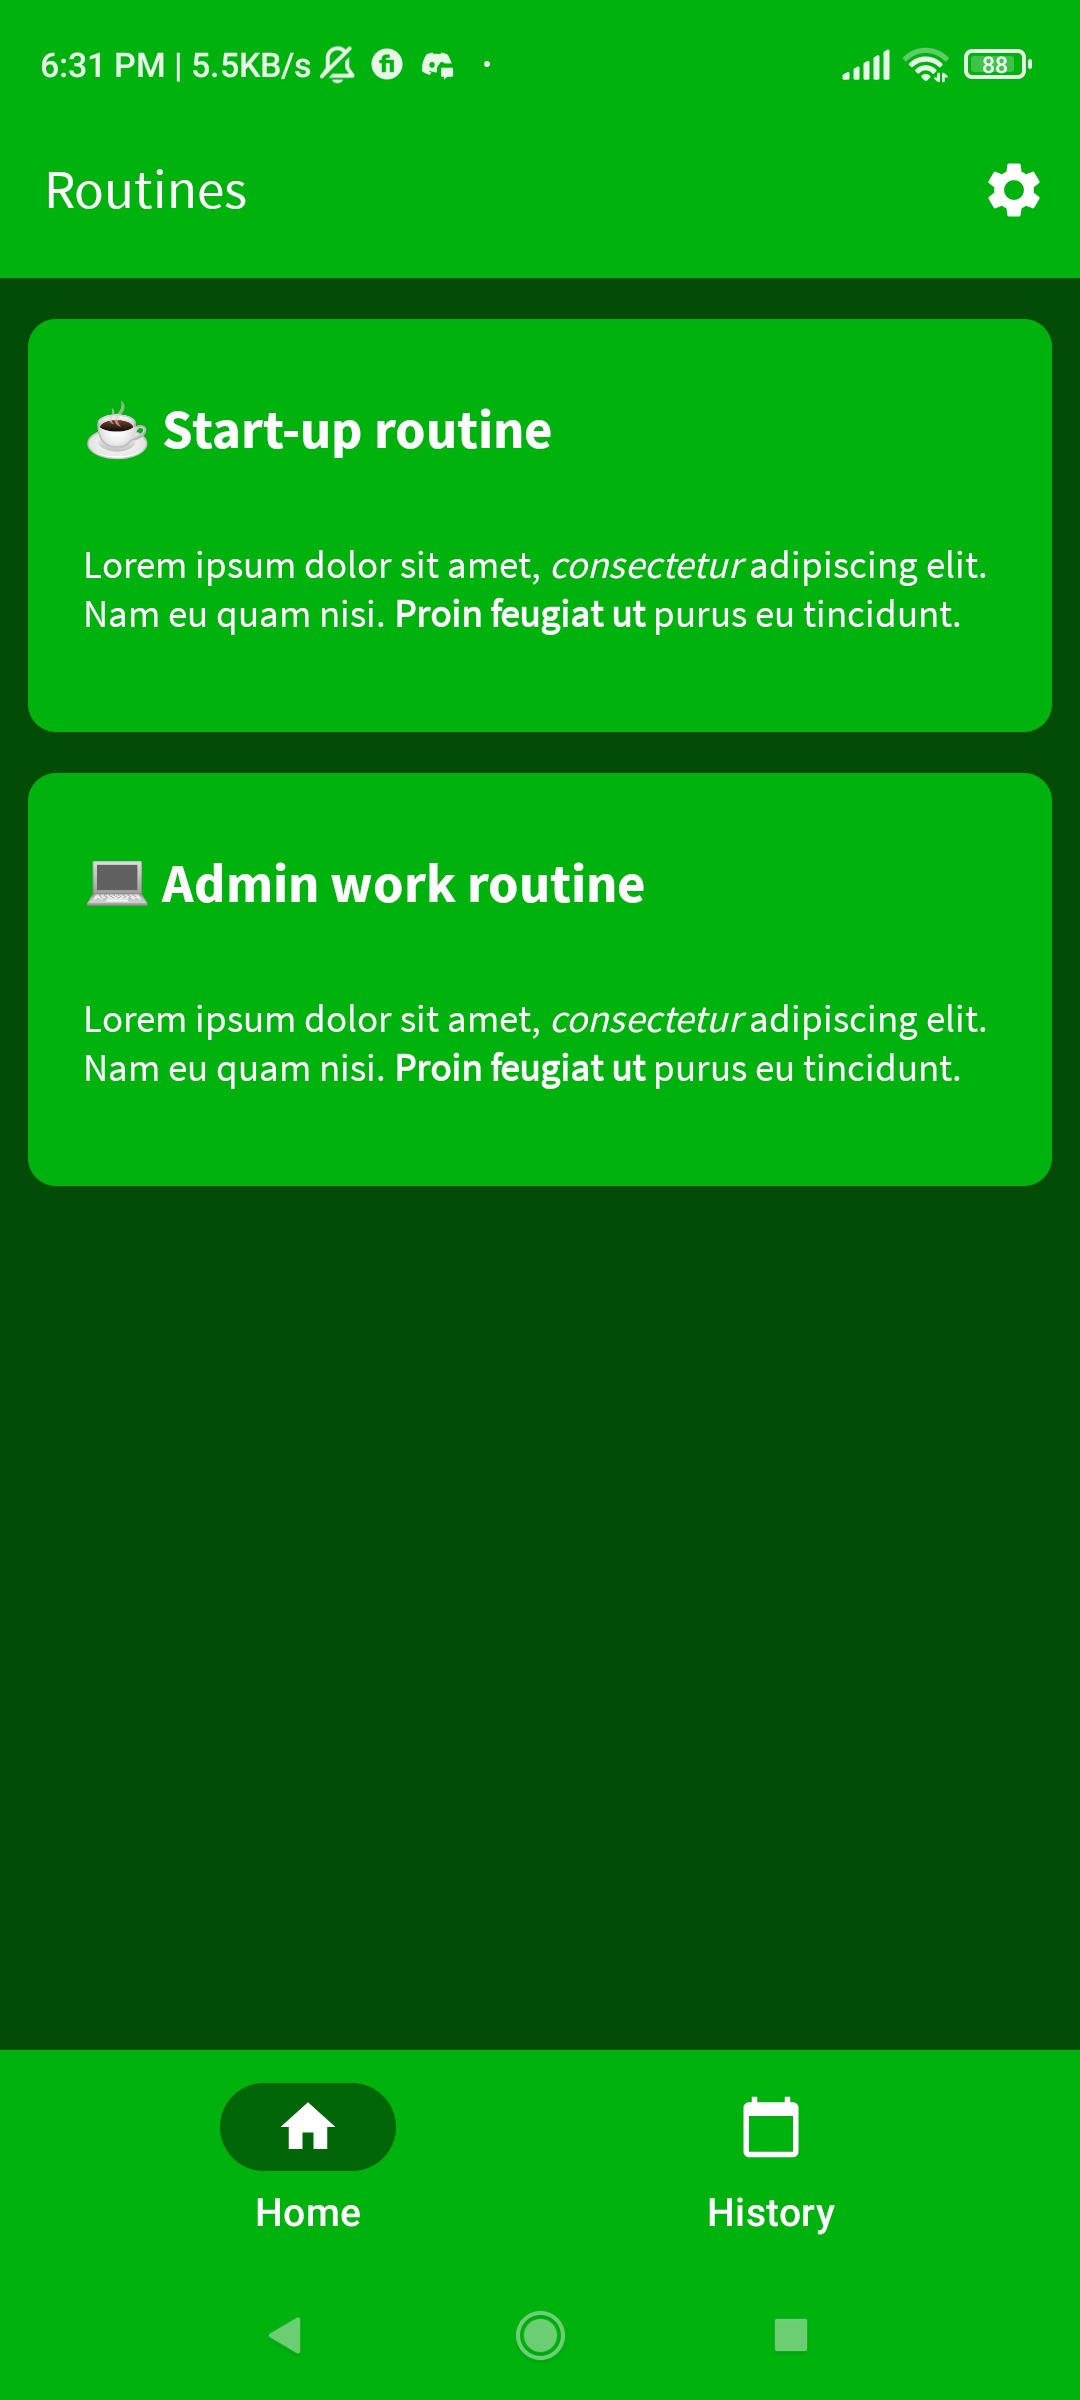 6:31 PM | 5.5KB/s
88
Routines
☕ Start-up routine
Lorem ipsum dolor sit amet, consectetur adipiscing elit.
Nam eu quam nisi. Proin feugiat ut purus eu tincidunt.
💻 Admin work routine
Lorem ipsum dolor sit amet, consectetur adipiscing elit.
Nam eu quam nisi. Proin feugiat ut purus eu tincidunt.
Home
History